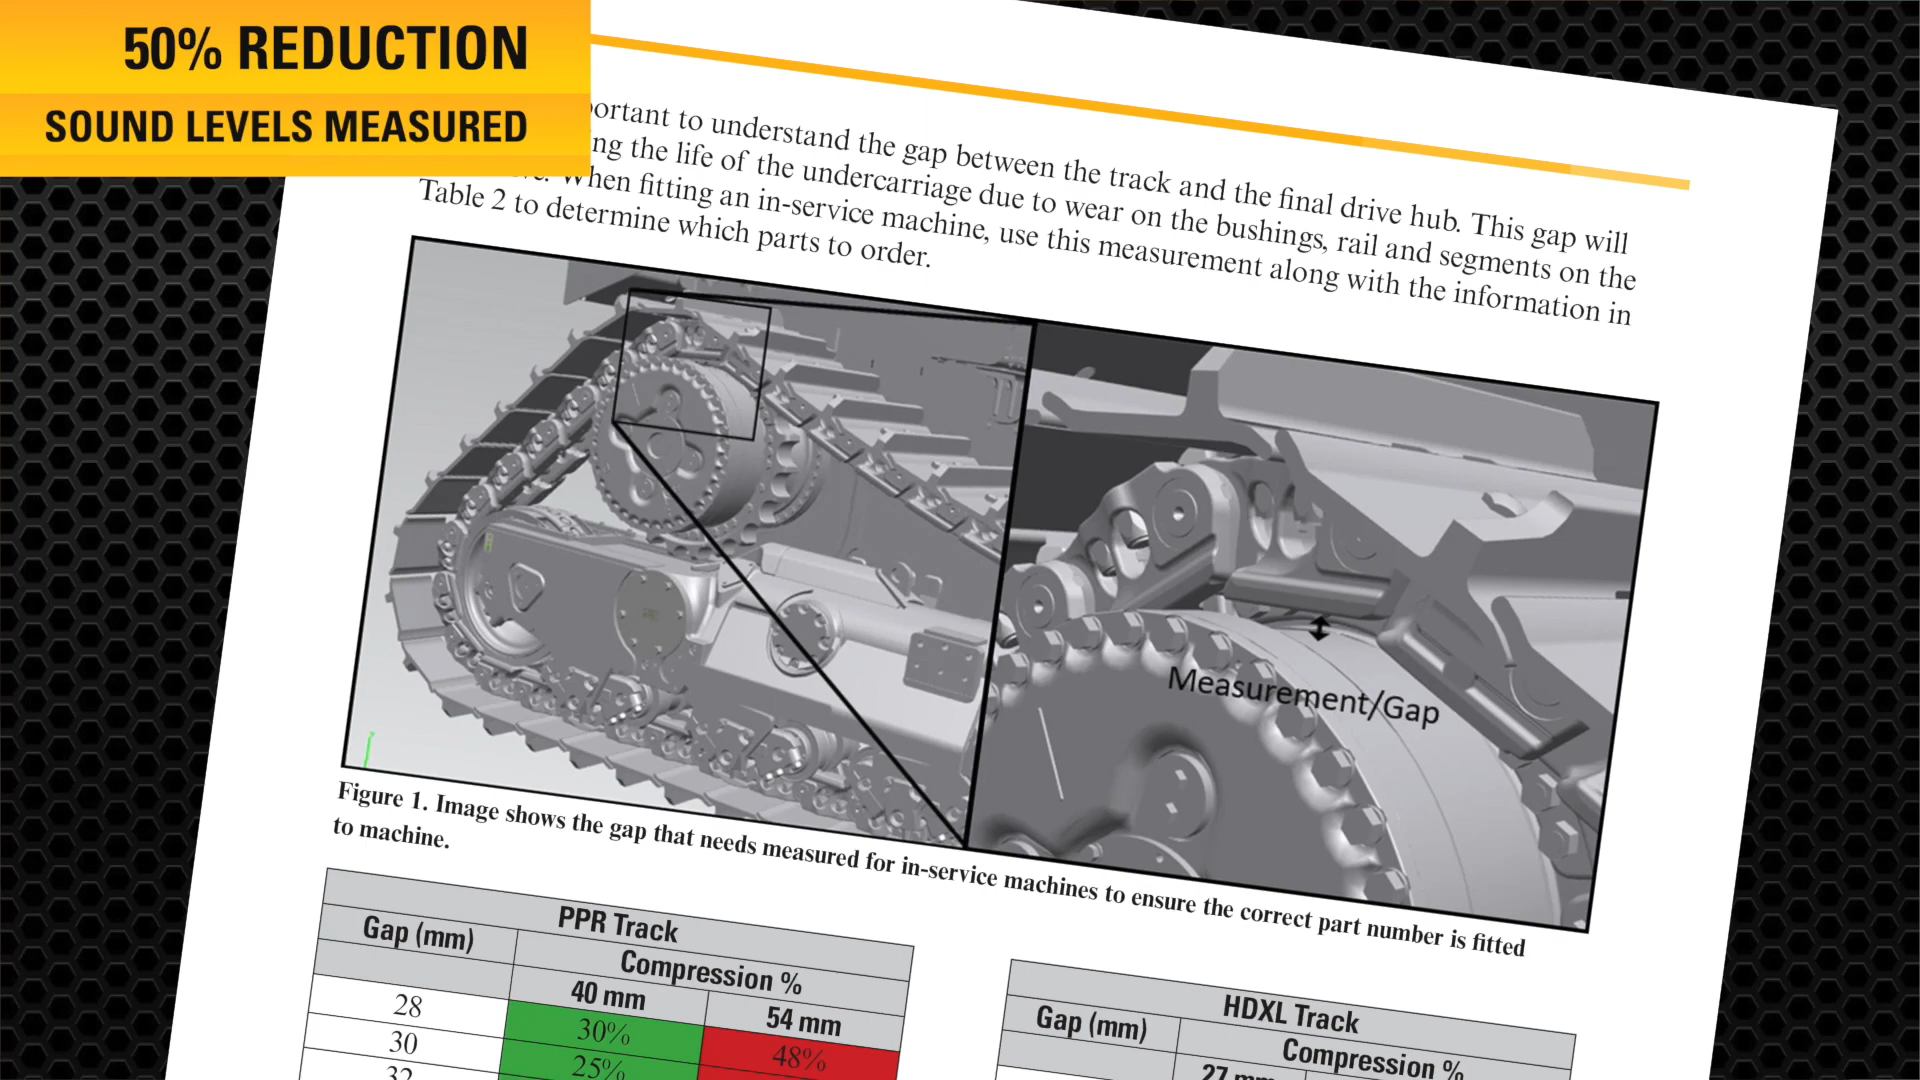 50% REDUCTION
SOUND LEVELS MEASURED
to understand the gap between the track and the final drive hub. This gap will
the life of the undercarriage due to wear on the bushings, rail and segments on the
When fitting an in-service machine, use this measurement along with the information in
Table 2 to determine which parts to order.
Measurement/Gap
Figure 1. Image shows the gap that needs measured for in-service machines to ensure the correct part number is fitted
to machine.
PPR Track
Gap (mm)
Compression %
40 mm
54 mm
28
30%
48%
30
25%
32
HDXL Track
Gap (mm)
Compression %
27 mm